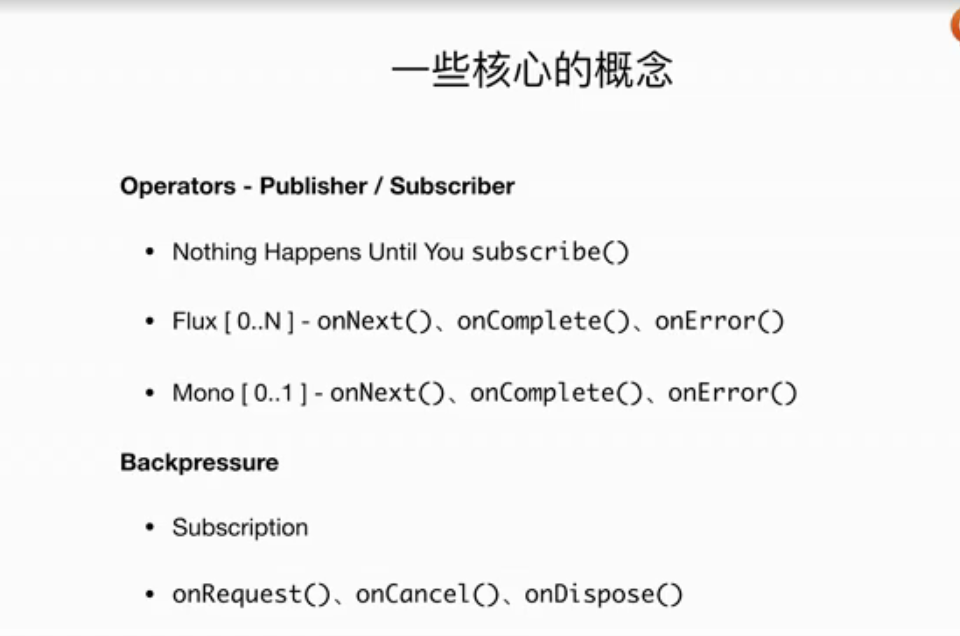 一些核心的概念
Operators - Publisher / Subscriber
• Nothing Happens Until You subscribe()
• Flux [ 0..N ] - onNext()、onComplete()、onError()
• Mono [ 0..1 ] - onNext()、onComplete()、onError()
Backpressure
• Subscription
• onRequest()、onCancel()、onDispose()